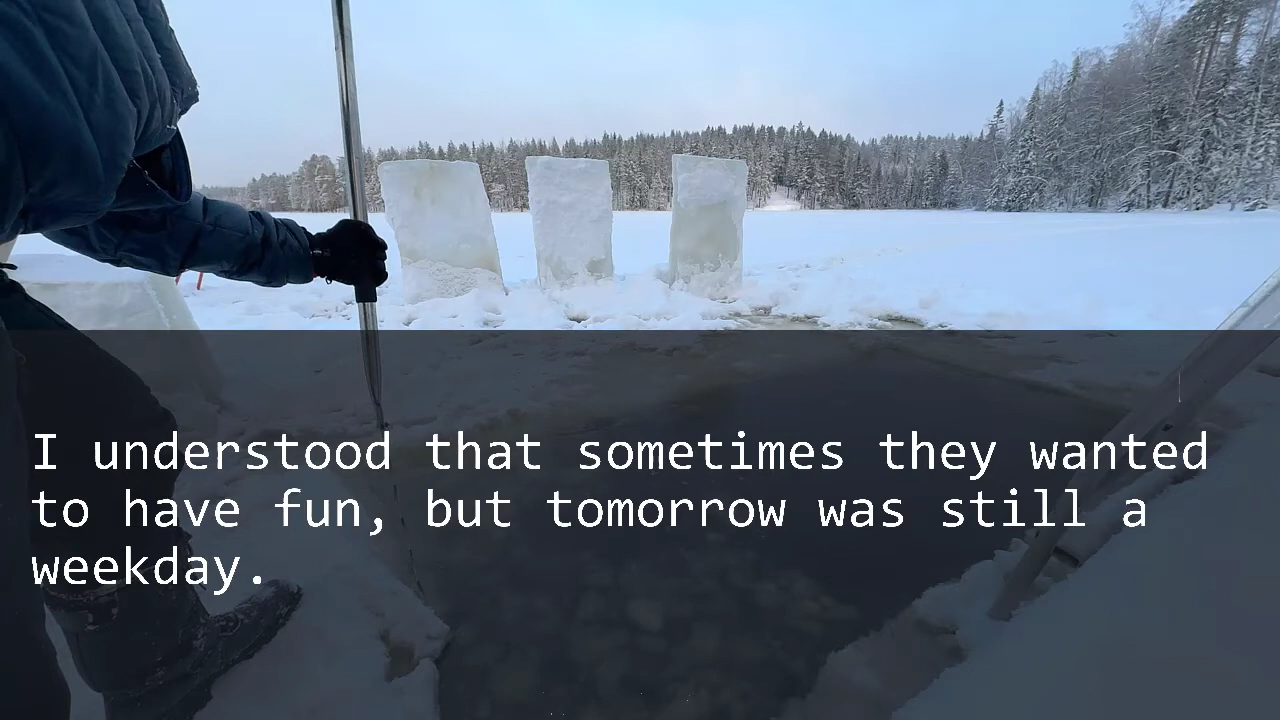 I understood that sometimes they wanted
to have fun, but tomorrow was still a
weekday.